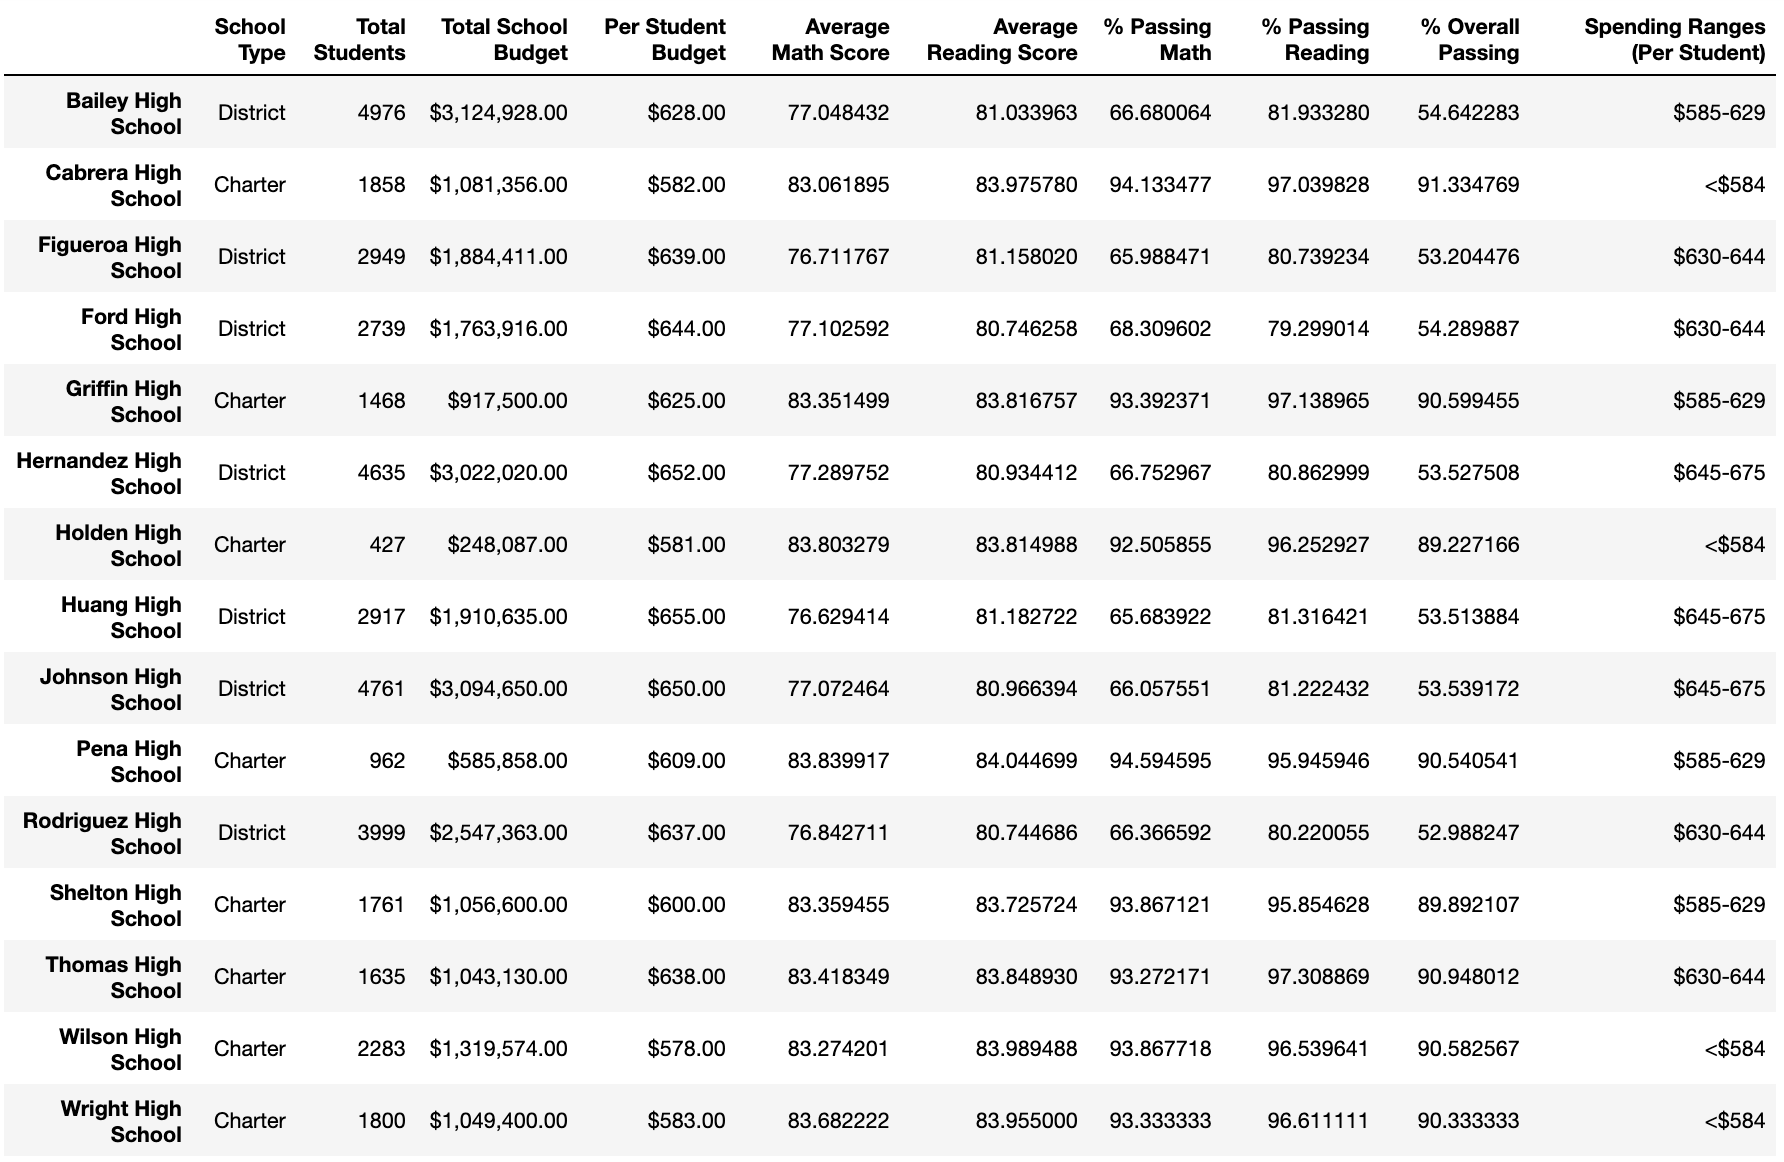 School Type Total Students Total School Budget Per Student Budget Average Math Score Average Reading Score % Passing Math % Passing Reading % Overall Passing Spending Ranges (Per Student)
Bailey High School District 4976 $3,124,928.00 $628.00 77.048432 81.033963 66.680064 81.933280 54.642283 $585-629
Cabrera High School Charter 1858 $1,081,356.00 $582.00 83.061895 83.975780 94.133477 97.039828 91.334769 <$584
Figueroa High School District 2949 $1,884,411.00 $639.00 76.711767 81.158020 65.988471 80.739234 53.204476 $630-644
Ford High School District 2739 $1,763,916.00 $644.00 77.102592 80.746258 68.309602 79.299014 54.289887 $630-644
Griffin High School Charter 1468 $917,500.00 $625.00 83.351499 83.816757 93.392371 97.138965 90.599455 $585-629
Hernandez High School District 4635 $3,022,020.00 $652.00 77.289752 80.934412 66.752967 80.862999 53.527508 $645-675
Holden High School Charter 427 $248,087.00 $581.00 83.803279 83.814988 92.505855 96.252927 89.227166 <$584
Huang High School District 2917 $1,910,635.00 $655.00 76.629414 81.182722 65.683922 81.316421 53.513884 $645-675
Johnson High School District 4761 $3,094,650.00 $650.00 77.072464 80.966394 66.057551 81.222432 53.539172 $645-675
Pena High School Charter 962 $585,858.00 $609.00 83.839917 84.044699 94.594595 95.945946 90.540541 $585-629
Rodriguez High School District 3999 $2,547,363.00 $637.00 76.842711 80.744686 66.366592 80.220055 52.988247 $630-644
Shelton High School Charter 1761 $1,056,600.00 $600.00 83.359455 83.725724 93.867121 95.854628 89.892107 $585-629
Thomas High School Charter 1635 $1,043,130.00 $638.00 83.418349 83.848930 93.272171 97.308869 90.948012 $630-644
Wilson High School Charter 2283 $1,319,574.00 $578.00 83.274201 83.989488 93.867718 96.539641 90.582567 <$584
Wright High School Charter 1800 $1,049,400.00 $583.00 83.682222 83.955000 93.333333 96.611111 90.333333 <$584